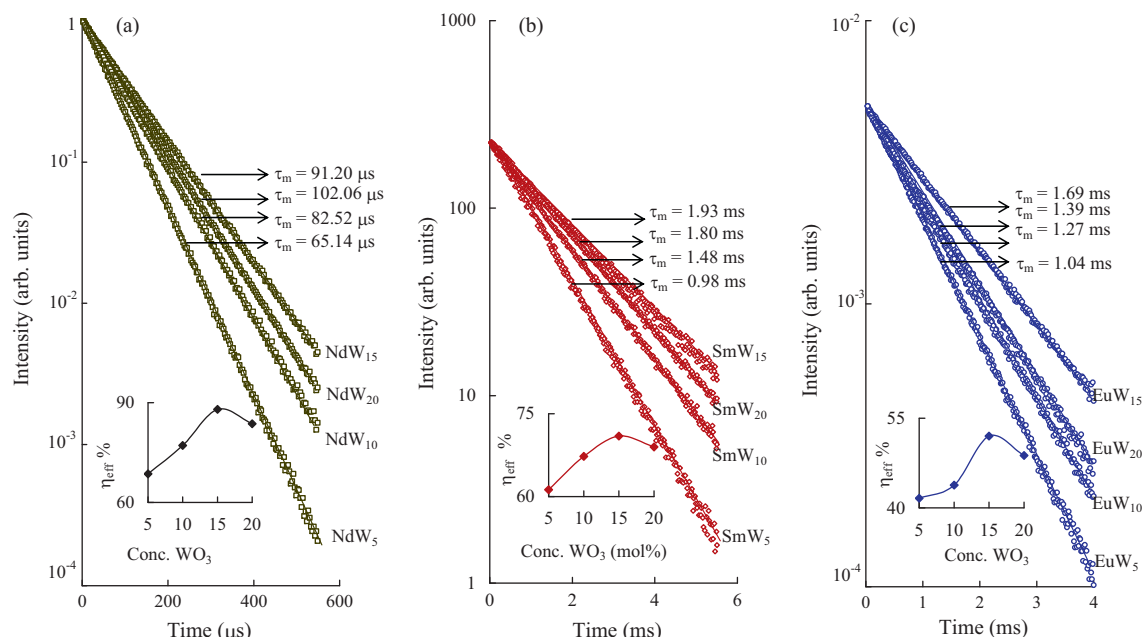 (a)
Intensity (arb. units)
1
10⁻¹
10⁻²
10⁻³
10⁻⁴
τm = 91.20 μs
τm = 102.06 μs
τm = 82.52 μs
τm = 65.14 μs
NdW₁₅
NdW₂₀
NdW₁₀
NdW₅
ηeff %
90
60
5 10 15 20
Conc. WO₃
0 200 400 600
Time (μs)
(b)
Intensity (arb. units)
1000
100
10
1
τm = 1.93 ms
τm = 1.80 ms
τm = 1.48 ms
τm = 0.98 ms
SmW₁₅
SmW₂₀
SmW₁₀
SmW₅
ηeff %
75
60
5 10 15 20
Conc. WO₃ (mol%)
0 2 4 6
Time (ms)
(c)
Intensity (arb. units)
10⁻²
10⁻³
10⁻⁴
τm = 1.69 ms
τm = 1.39 ms
τm = 1.27 ms
τm = 1.04 ms
EuW₁₅
EuW₂₀
EuW₁₀
EuW₅
ηeff %
55
40
5 10 15 20
Conc. WO₃
0 1 2 3 4
Time (ms)